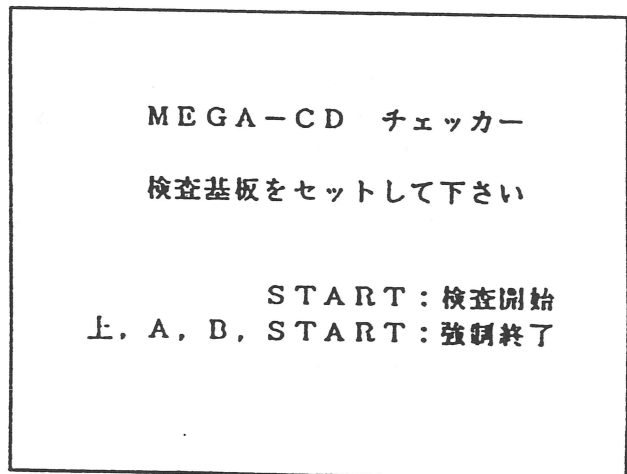 MEGA-CD チェッカー
検査基板をセットして下さい
START:検査開始
上, A, B, START:強制終了